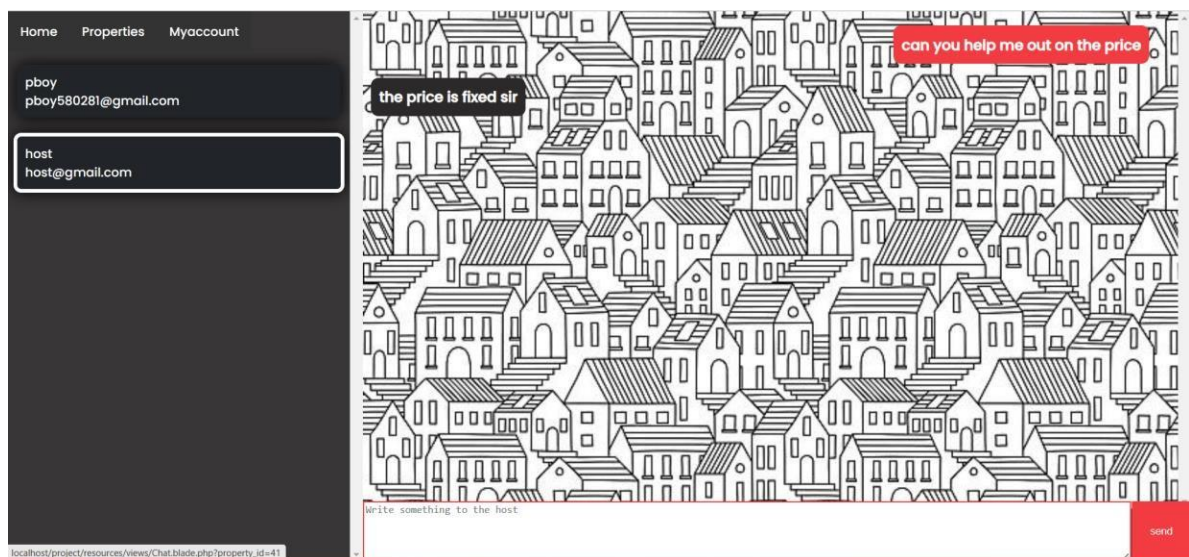 Home Properties Myaccount
can you help me out on the price
pboy
pboy580281@gmail.com
the price is fixed sir
host
host@gmail.com
Write something to the host
send
localhost/project/resources/views/Chat.blade.php?property_id=41